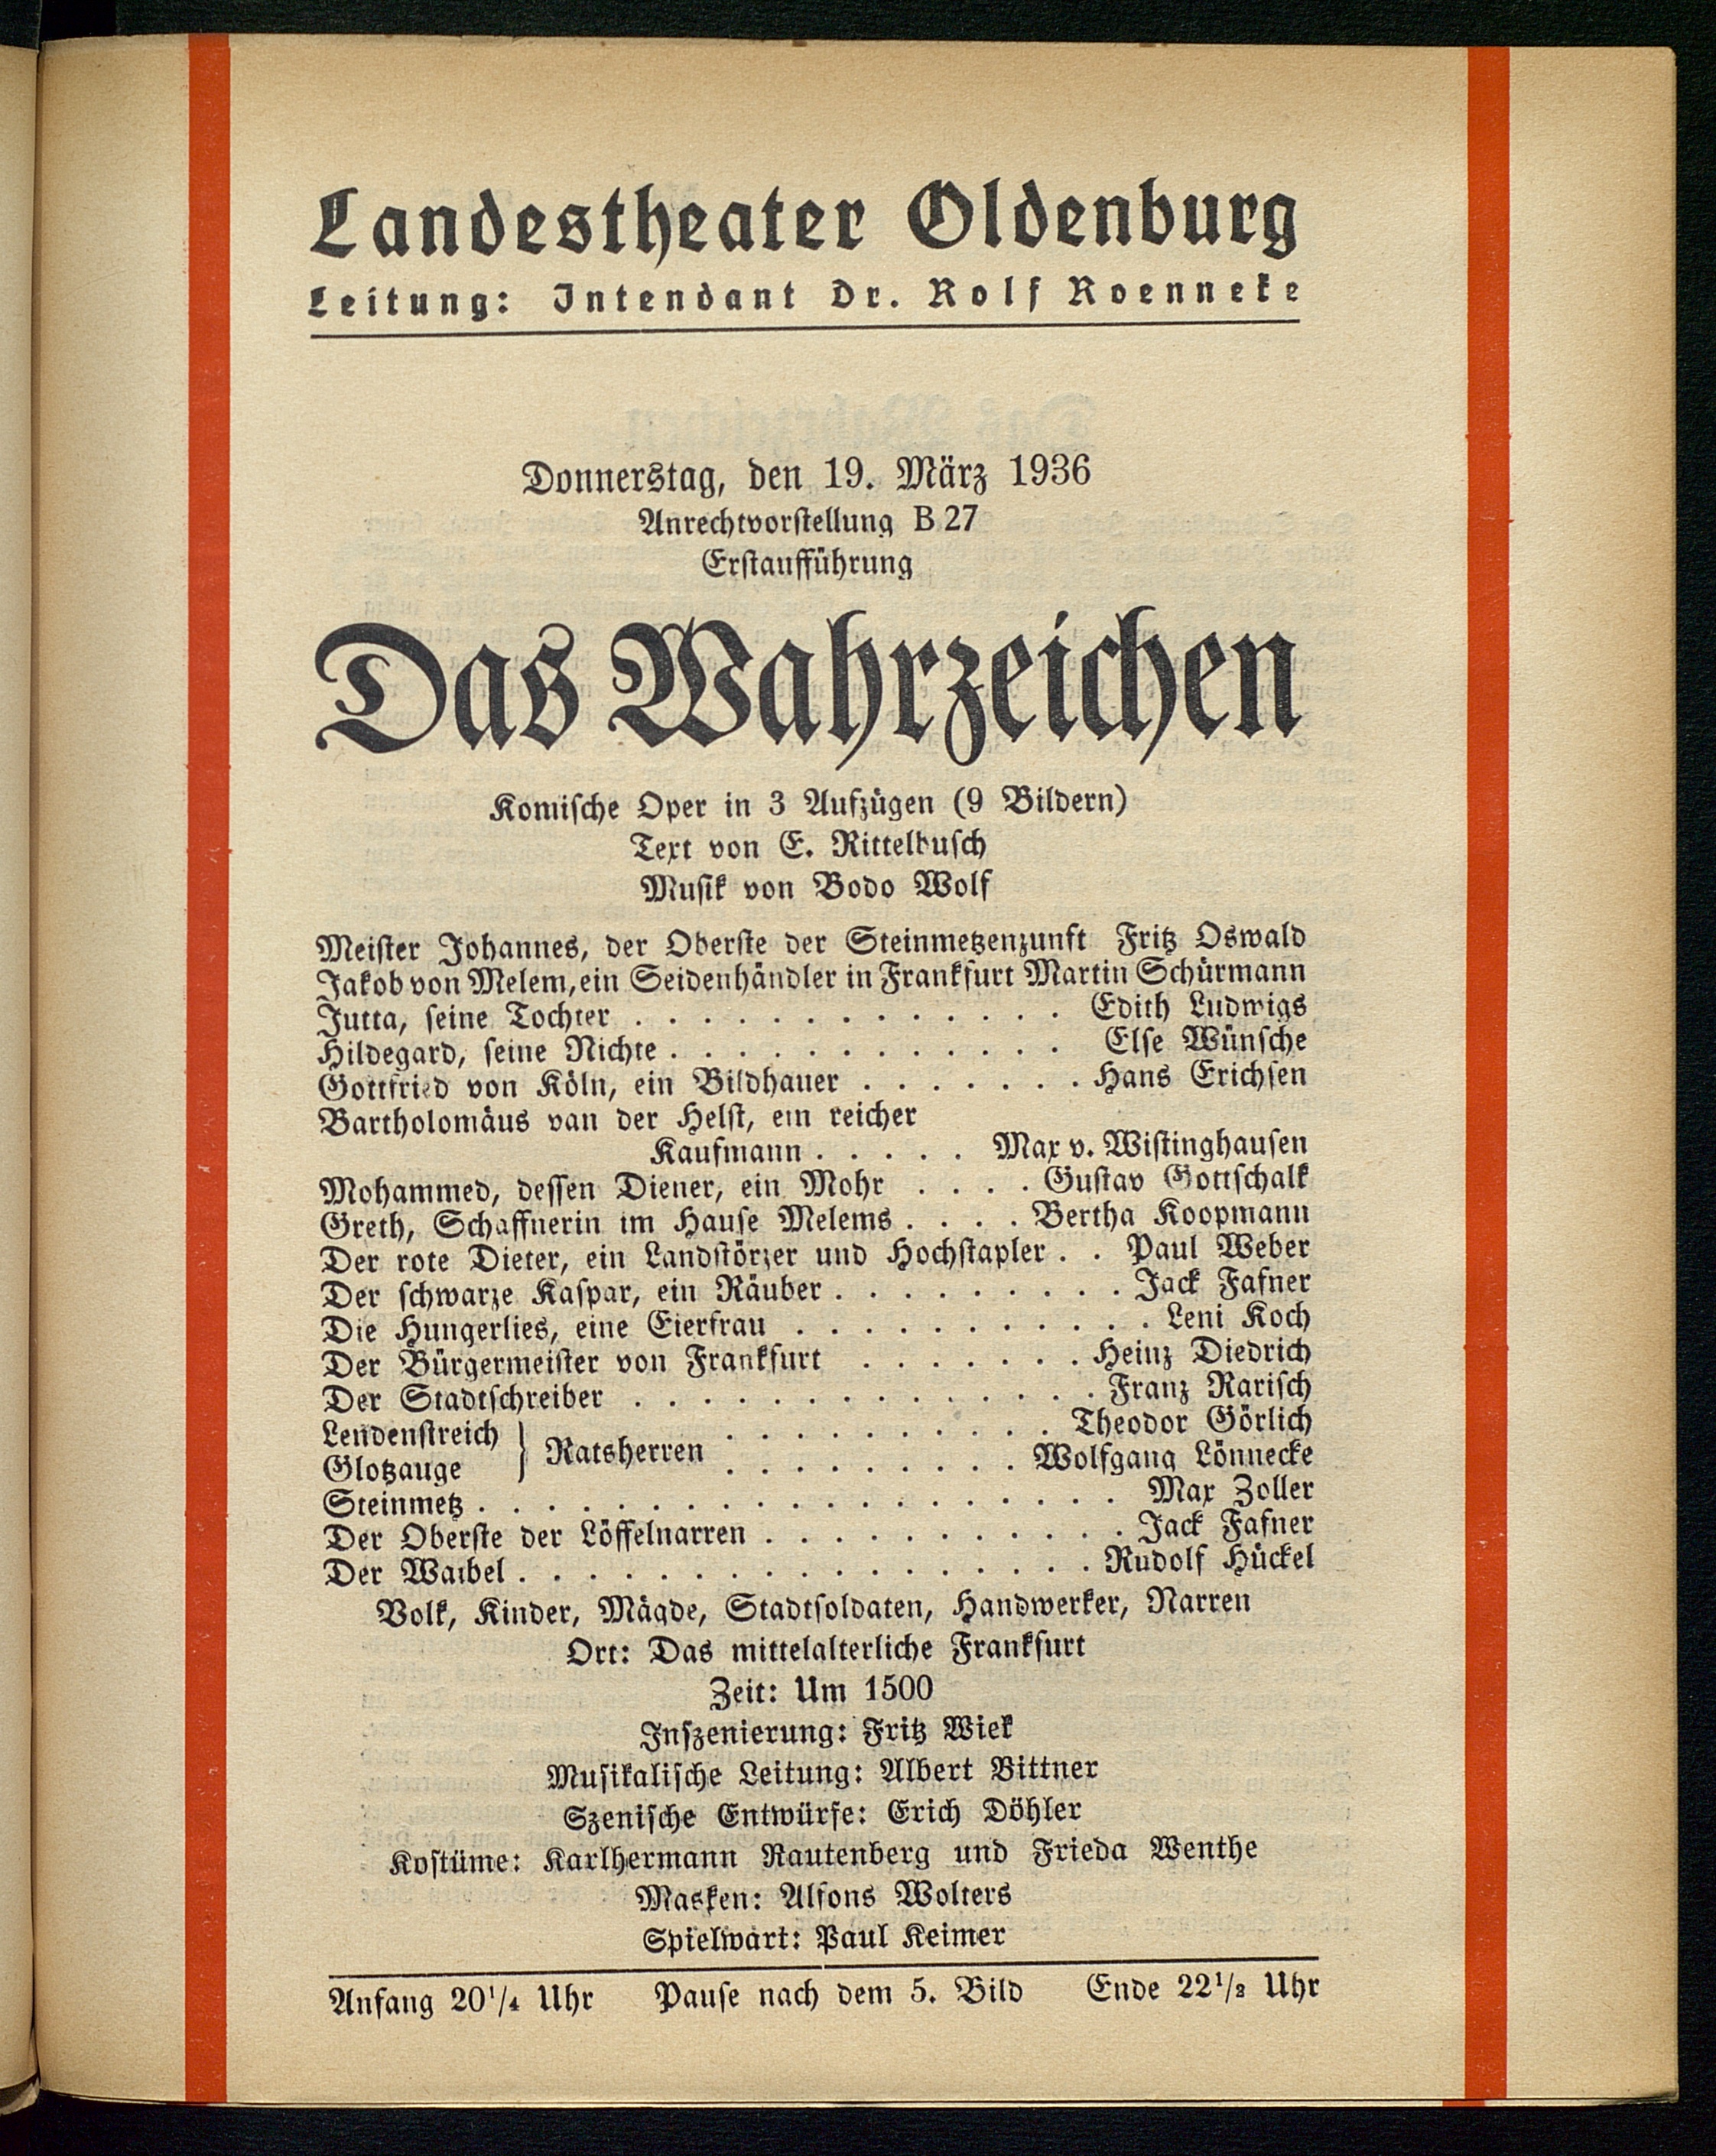 Landestheater Oldenburg
Leitung: Intendant Dr. Rolf Roenneke
Donnerstag, den 19. März 1936
Anrechtvorstellung B 27
Erstaufführung
Das Wahrzeichen
Komische Oper in 3 Aufzügen (9 Bildern)
Text von E. Rittelbusch
Musik von Bodo Wolf
Meister Johannes, der Oberste der Steinmetzenzunft Fritz Oswald
Jakob von Melem, ein Seidenhändler in Frankfurt Martin Schürmann
Jutta, seine Tochter . . . . . . . . . . . . . Edith Ludwigs
Hildegard, seine Nichte . . . . . . . . . . . . Else Wünsche
Gottfried von Köln, ein Bildhauer . . . . . . . Hans Erichsen
Bartholomäus van der Helst, ein reicher
Kaufmann . . . . . Max v. Wistinghausen
Mohammed, dessen Diener, ein Mohr . . . . Gustav Gottschalk
Greth, Schaffnerin im Hause Melems . . . . Bertha Koopmann
Der rote Dieter, ein Landstörzer und Hochstapler . . Paul Weber
Der schwarze Kaspar, ein Räuber . . . . . . . . . Jack Fafner
Die Hungerlies, eine Eierfrau . . . . . . . . . . . Leni Koch
Der Bürgermeister von Frankfurt . . . . . . . Heinz Diedrich
Der Stadtschreiber . . . . . . . . . . . . . . Franz Rarisch
Lendenstreich } Ratsherren . . . . . . . . . . Theodor Görlich
Glotzauge . . . . . . . . . Wolfgang Lönnecke
Steinmetz . . . . . . . . . . . . . . . . . . . Max Zoller
Der Oberste der Löffelnarren . . . . . . . . . . . Jack Fafner
Der Waibel . . . . . . . . . . . . . . . . . Rudolf Hückel
Volk, Kinder, Mägde, Stadtsoldaten, Handwerker, Narren
Ort: Das mittelalterliche Frankfurt
Zeit: Um 1500
Inszenierung: Fritz Wiek
Musikalische Leitung: Albert Bittner
Szenische Entwürfe: Erich Döhler
Kostüme: Karlhermann Rautenberg und Frieda Wenthe
Masken: Alfons Wolters
Spielwart: Paul Keimer
Anfang 20¹/₄ Uhr Pause nach dem 5. Bild Ende 22¹/₂ Uhr